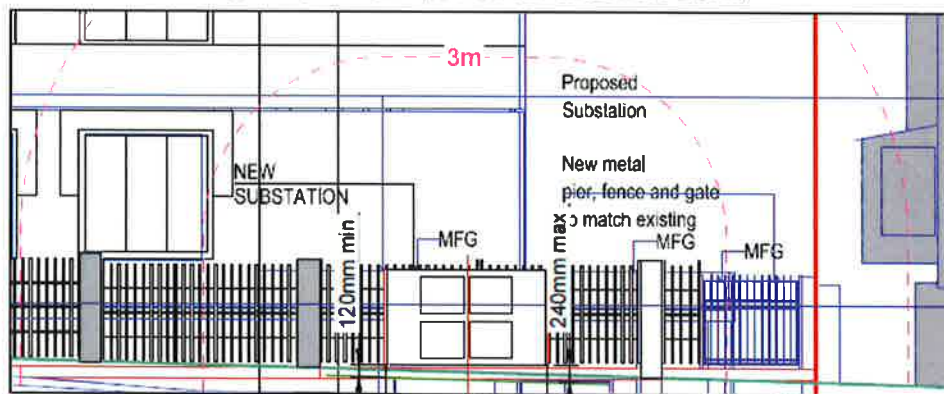 3m
Proposed
Substation
New metal
pier, fence and gate
to match existing
NEW
SUBSTATION
MFG
MFG
MFG
120mm min
240mm max